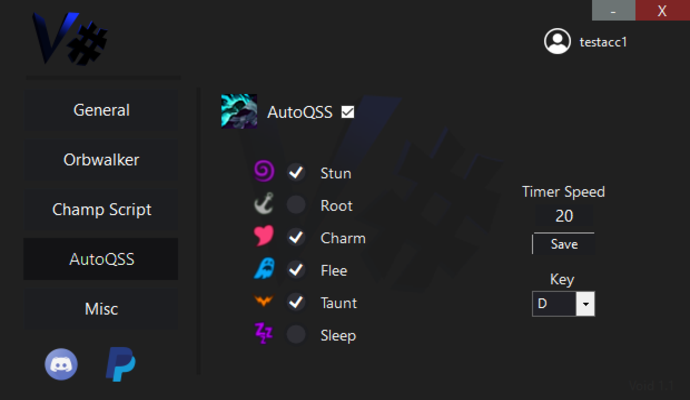 V#
- X
testacc1
General
Orbwalker
Champ Script
AutoQSS
Misc
AutoQSS
Stun
Root
Charm
Flee
Taunt
Sleep
Timer Speed
20
Save
Key
D